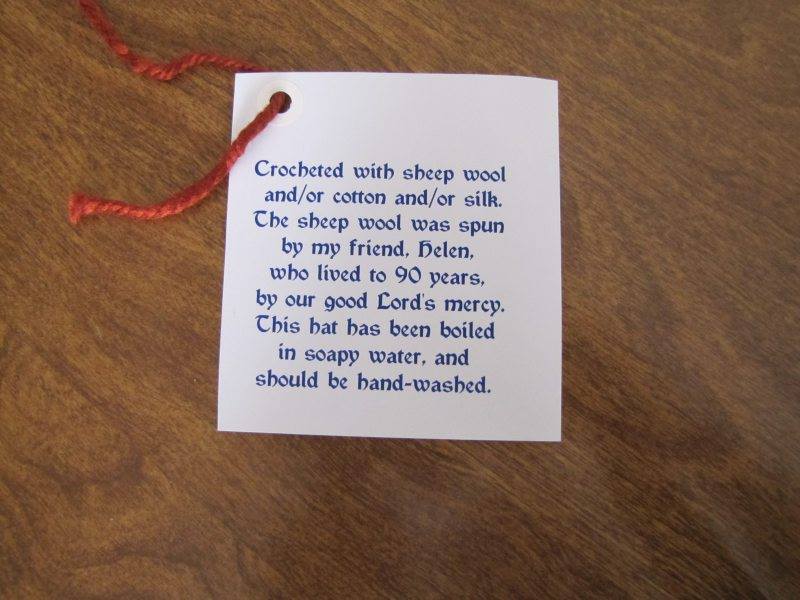 Crocheted with sheep wool
and/or cotton and/or silk.
The sheep wool was spun
by my friend, Helen,
who lived to 90 years,
by our good Lord's mercy.
This hat has been boiled
in soapy water, and
should be hand-washed.